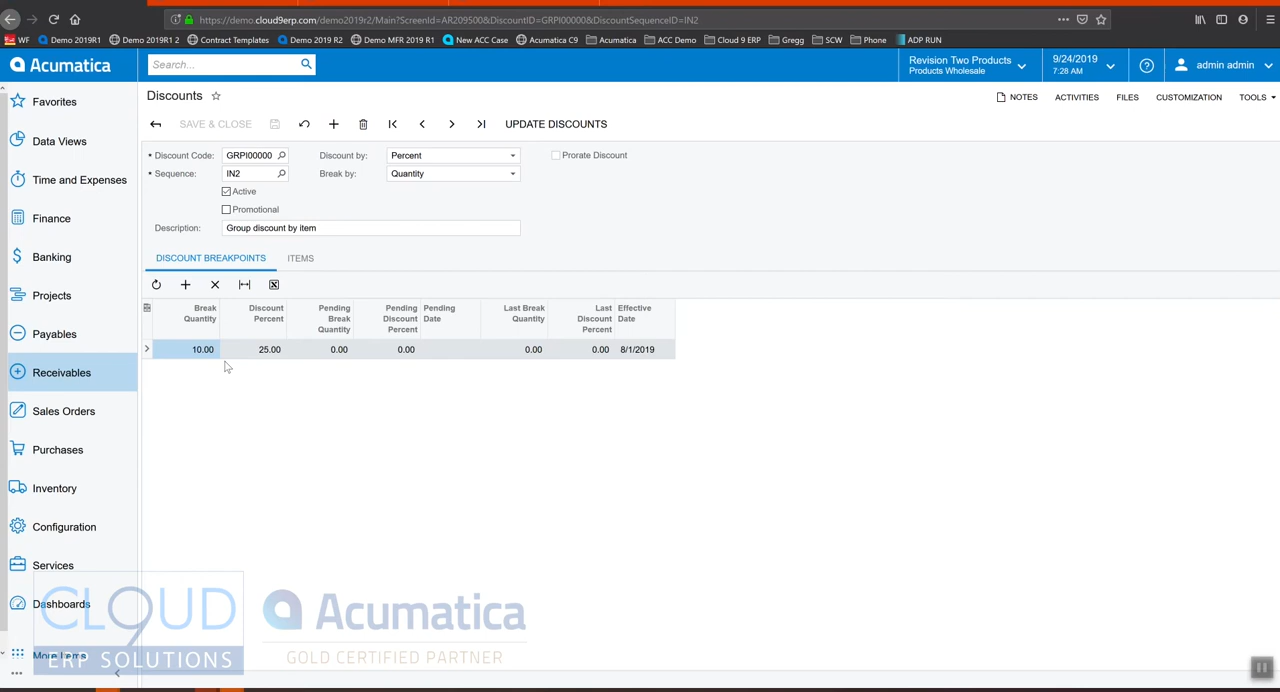 https://demo.cloud9erp.com/demo2019r2/Main?ScreenId=AR209500&DiscountID=GRPI00000&DiscountSequenceID=IN2
WF Demo 2019R1 Demo 2019R1 2 Contract Templates Demo 2019 R2 Demo MFR 2019 R1 New ACC Case Acumatica C9 Acumatica ACC Demo Cloud 9 ERP Gregg SCW Phone ADP RUN
Acumatica
Search...
Revision Two Products
Products Wholesale
9/24/2019
7:28 AM
admin admin
Favorites
Data Views
Time and Expenses
Finance
Banking
Projects
Payables
Receivables
Sales Orders
Purchases
Inventory
Configuration
Services
Dashboards
More Items
Discounts
NOTES ACTIVITIES FILES CUSTOMIZATION TOOLS
SAVE & CLOSE UPDATE DISCOUNTS
Discount Code: GRPI00000 Discount by: Percent Prorate Discount
Sequence: IN2 Break by: Quantity
Active
Promotional
Description: Group discount by item
DISCOUNT BREAKPOINTS ITEMS
Break Quantity Discount Percent Pending Break Quantity Pending Discount Percent Pending Date Last Break Quantity Last Discount Percent Effective Date
10.00 25.00 0.00 0.00 0.00 0.00 8/1/2019
CLOUD 9
ERP SOLUTIONS
Acumatica
GOLD CERTIFIED PARTNER